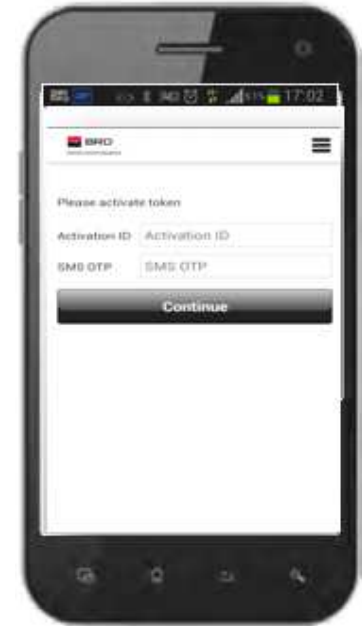 17:02
BRD
Please activate token
Activation ID Activation ID
SMS OTP SMS OTP
Continue